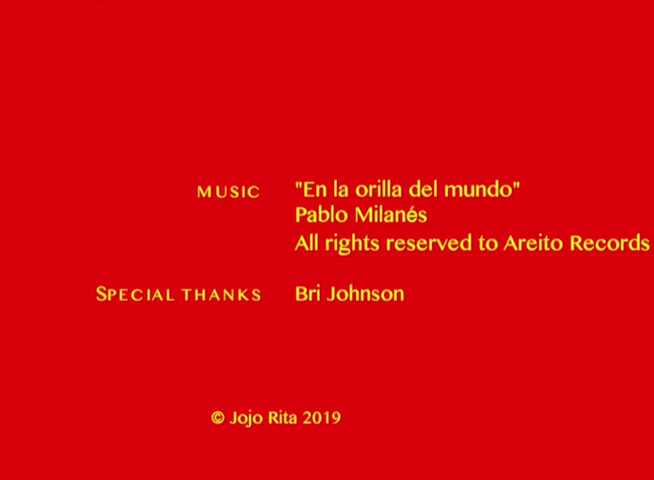 MUSIC "En la orilla del mundo"
Pablo Milanés
All rights reserved to Areito Records
SPECIAL THANKS Bri Johnson
© Jojo Rita 2019